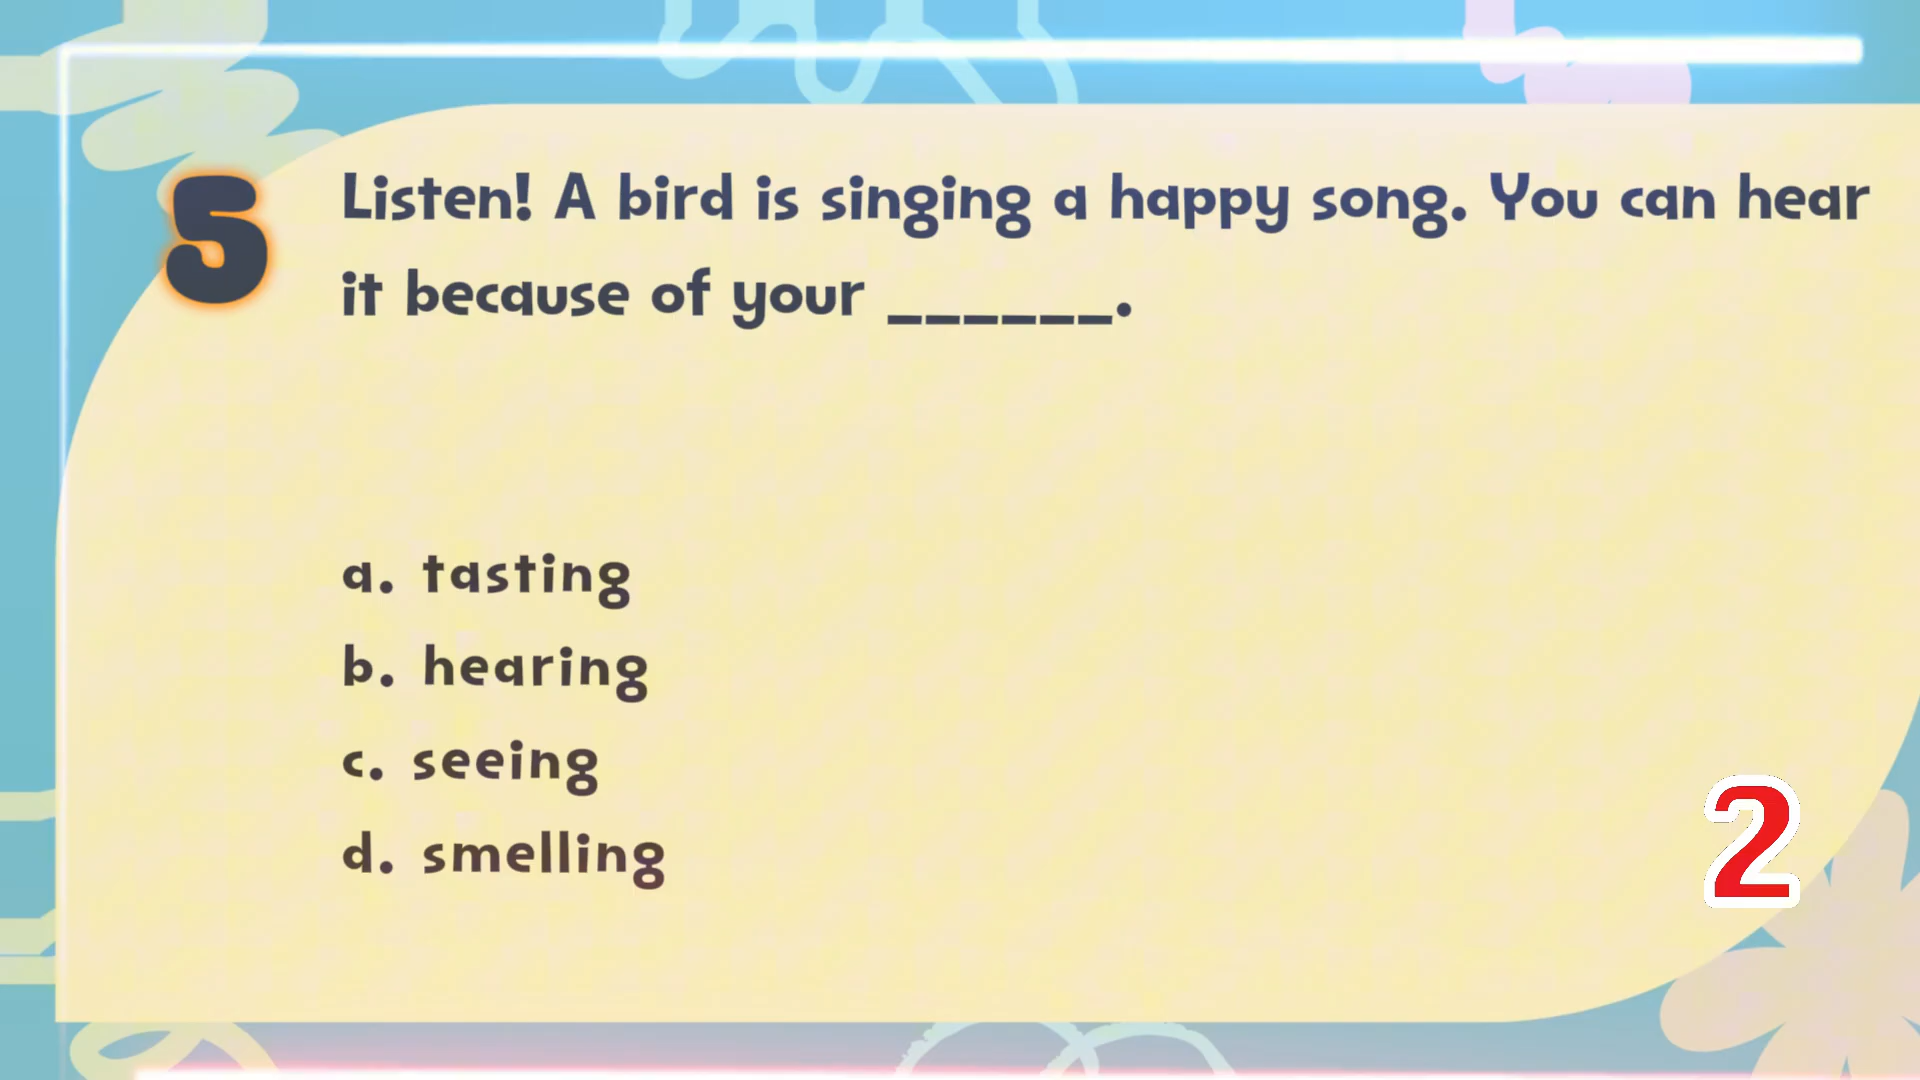 5
Listen! A bird is singing a happy song. You can hear
it because of your ______.
a. tasting
b. hearing
c. seeing
d. smelling
2